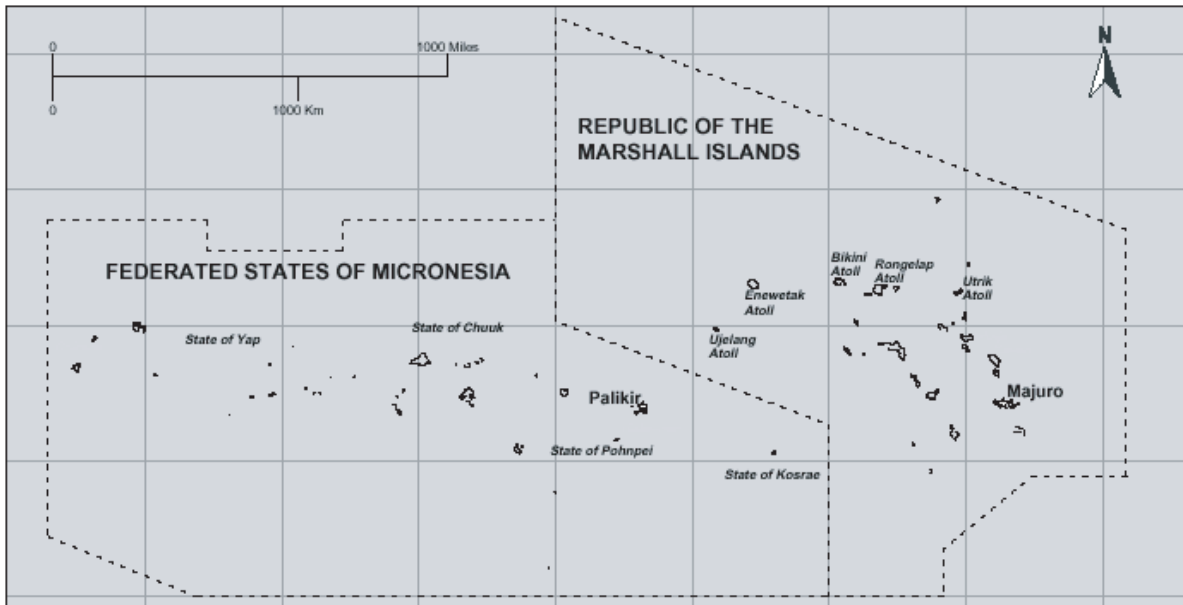 0
1000 Miles
0
1000 Km
N
REPUBLIC OF THE
MARSHALL ISLANDS
FEDERATED STATES OF MICRONESIA
Bikini
Atoll
Rongelap
Atoll
Utrik
Atoll
Enewetak
Atoll
Ujelang
Atoll
State of Yap
State of Chuuk
Palikir
Majuro
State of Pohnpei
State of Kosrae